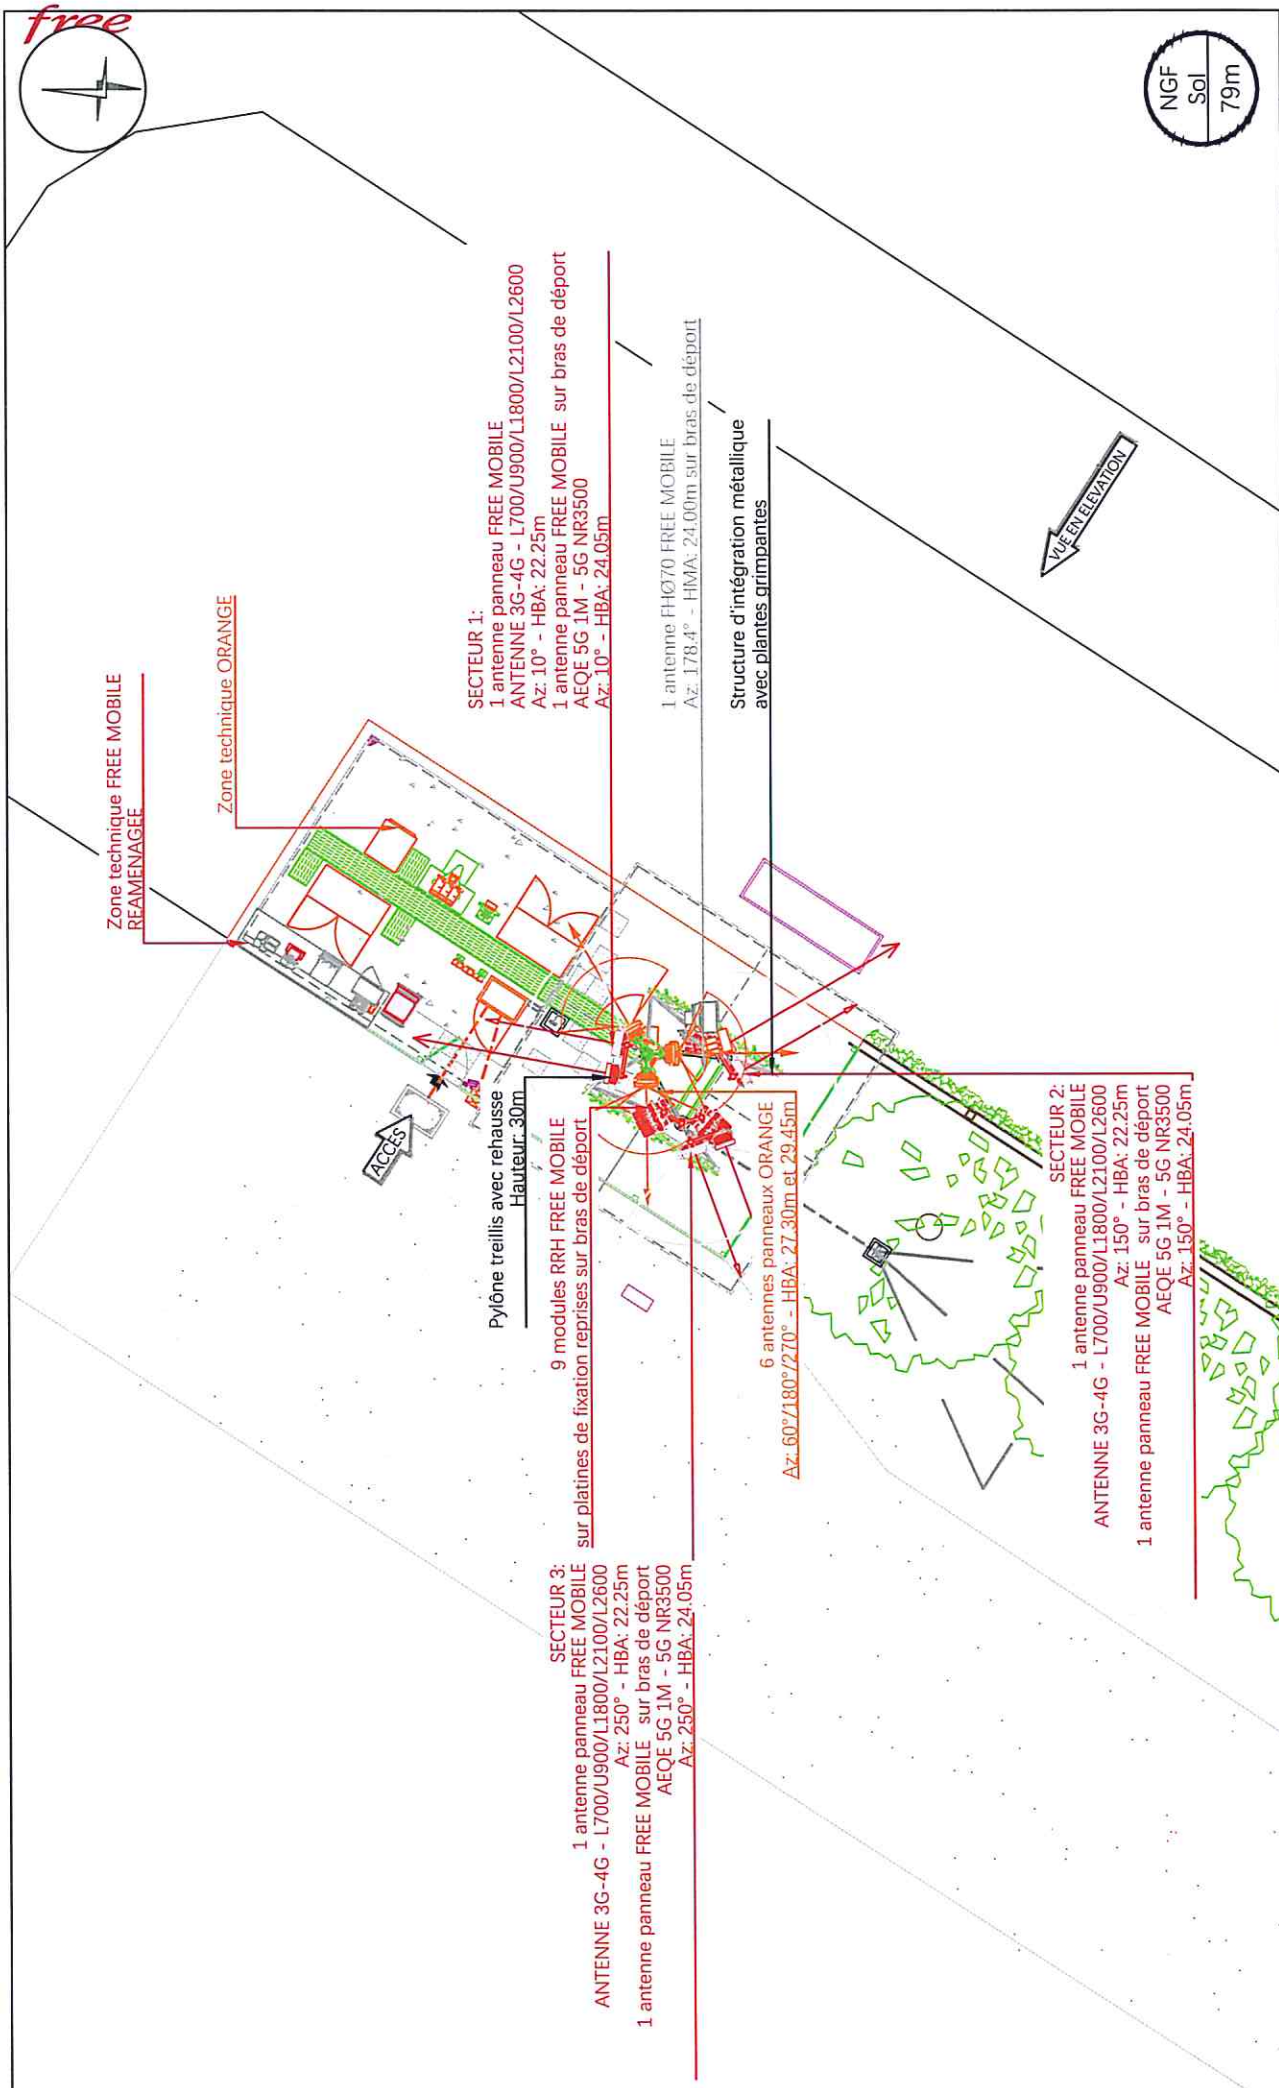 free
NGF
Sol
79m
Zone technique FREE MOBILE
REAMENAGEE
Zone technique ORANGE
SECTEUR 1:
1 antenne panneau FREE MOBILE
ANTENNE 3G-4G - L700/U900/L1800/L2100/L2600
Az: 10° - HBA: 22.25m
1 antenne panneau FREE MOBILE sur bras de déport
AEQE 5G 1M - 5G NR3500
Az: 10° - HBA: 24.05m
1 antenne FHØ70 FREE MOBILE
Az: 178.4° - HMA: 24.00m sur bras de déport
Structure d'intégration métallique
avec plantes grimpantes
VUE EN ELEVATION
ACCÈS
Pylône treillis avec rehausse
Hauteur: 30m
9 modules RRH FREE MOBILE
sur platines de fixation reprises sur bras de déport
6 antennes panneaux ORANGE
Az: 60°/180°/270° - HBA: 27.30m et 29.45m
SECTEUR 3:
1 antenne panneau FREE MOBILE
ANTENNE 3G-4G - L700/U900/L1800/L2100/L2600
Az: 250° - HBA: 22.25m
1 antenne panneau FREE MOBILE sur bras de déport
AEQE 5G 1M - 5G NR3500
Az: 250° - HBA: 24.05m
SECTEUR 2:
1 antenne panneau FREE MOBILE
ANTENNE 3G-4G - L700/U900/L1800/L2100/L2600
Az: 150° - HBA: 22.25m
1 antenne panneau FREE MOBILE sur bras de déport
AEQE 5G 1M - 5G NR3500
Az: 150° - HBA: 24.05m